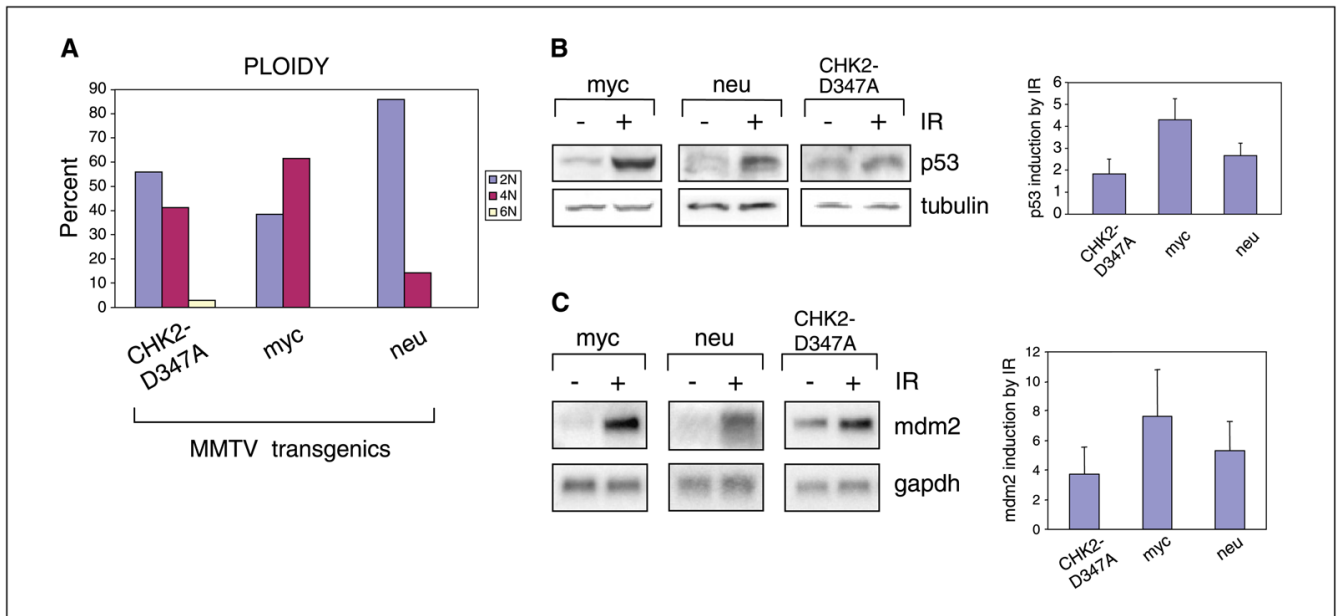 A
PLOIDY
Percent
90
80
70
60
50
40
30
20
10
0
2N
4N
6N
CHK2-
D347A
myc
neu
MMTV transgenics
B
myc
neu
CHK2-
D347A
- + - + - + IR
p53
tubulin
p53 induction by IR
6
5
4
3
2
1
0
CHK2-
D347A
myc
neu
C
myc
neu
CHK2-
D347A
- + - + - + IR
mdm2
gapdh
mdm2 induction by IR
12
10
8
6
4
2
0
CHK2-
D347A
myc
neu